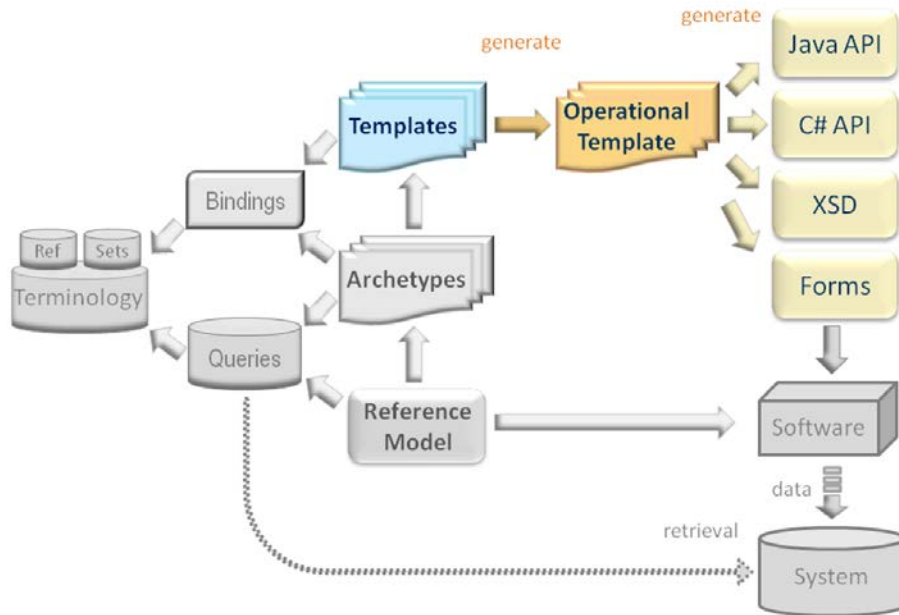 generate
generate
Java API
Templates
Operational
Template
C# API
Bindings
XSD
Ref
Sets
Terminology
Archetypes
Forms
Queries
Reference
Model
Software
data
retrieval
System